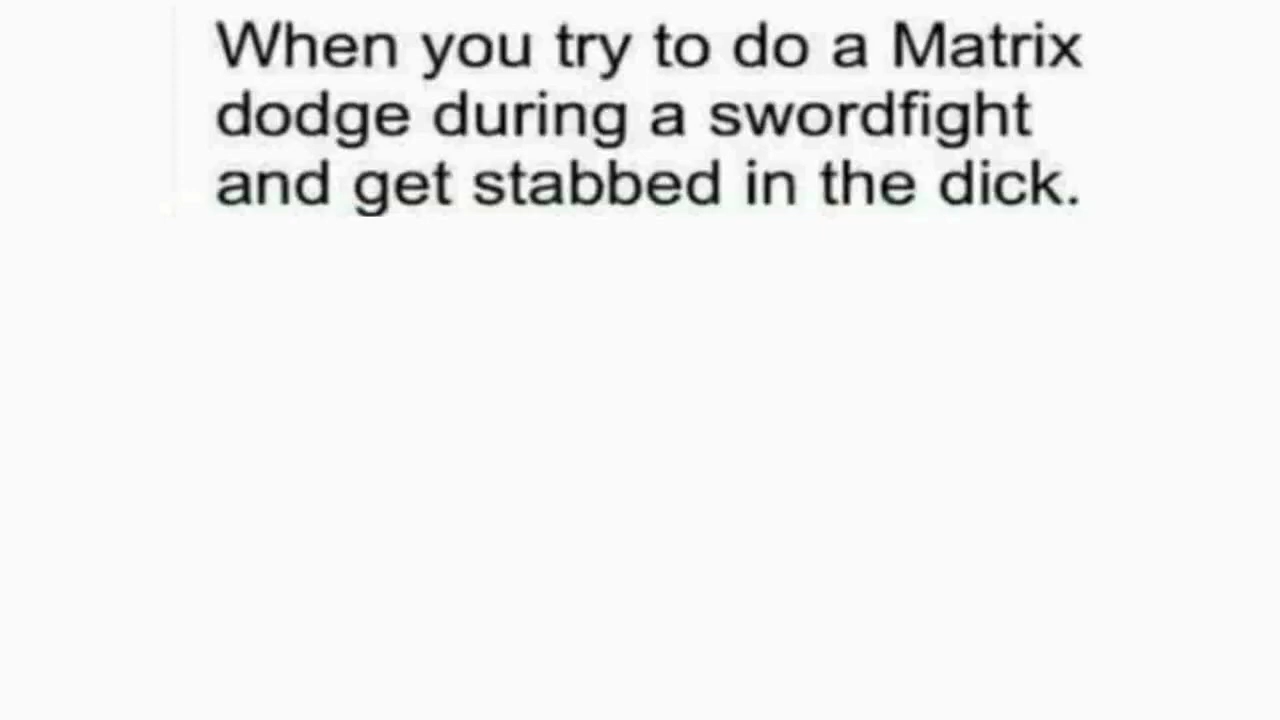 When you try to do a Matrix
dodge during a swordfight
and get stabbed in the dick.